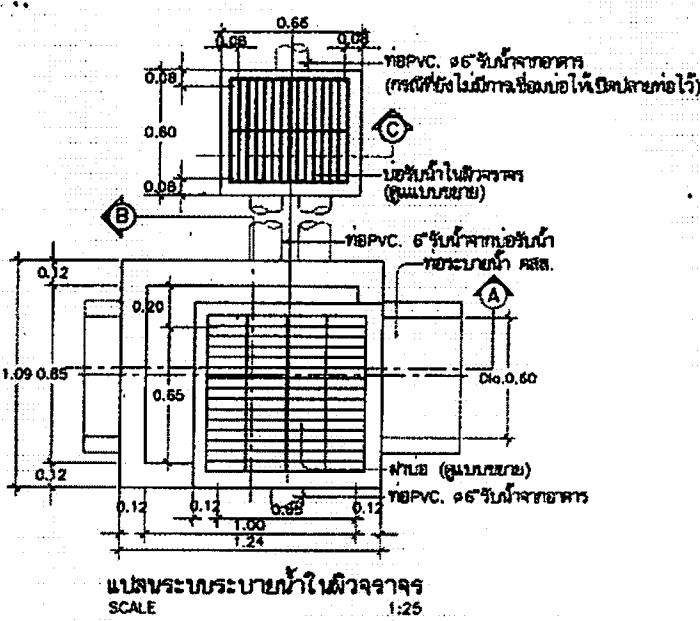 0.66
0.08 0.08
ท่อPVC. ø6"รับน้ำจากอาคาร
(กรณีที่ยังไม่มีการเชื่อมบ่อให้เปิดปลายท่อไว้)
0.08
0.60
C
บ่อรับน้ำในผิวจราจร
(ดูแบบขยาย)
0.08
B
ท่อPVC. 6"รับน้ำจากบ่อรับน้ำ
ท่อระบายน้ำ คสล.
0.12
A
0.20
1.09 0.85
Dia.0.60
0.65
0.12
ฝาบ่อ (ดูแบบขยาย)
ท่อPVC. ø6"รับน้ำจากอาคาร
0.12 0.12 0.12
1.00
1.24
แปลนระบบระบายน้ำในผิวจราจร
SCALE 1:25